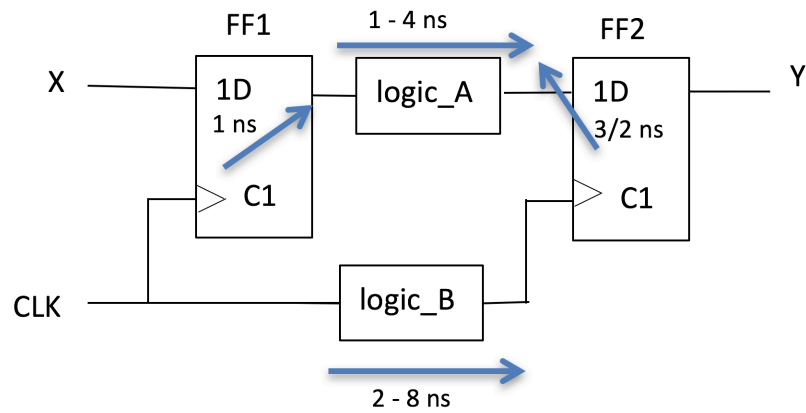 1 - 4 ns
FF1
FF2
X
Y
1D
logic_A
1D
1 ns
3/2 ns
C1
C1
CLK
logic_B
2 - 8 ns